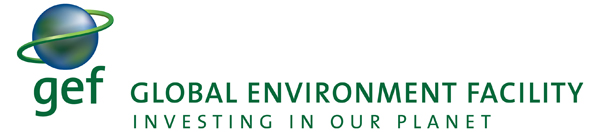 gef
GLOBAL ENVIRONMENT FACILITY
INVESTING IN OUR PLANET